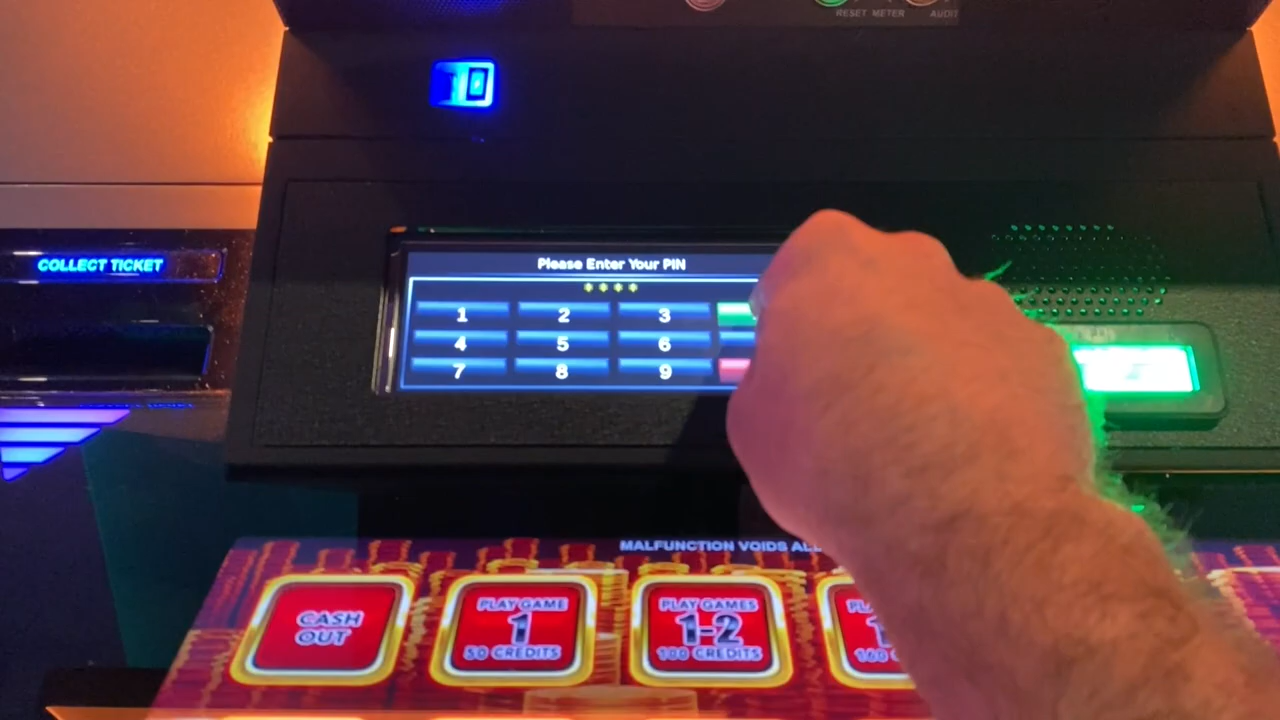 RESET METER AUDIT
COLLECT TICKET
Please Enter Your PIN
****
1 2 3
4 5 6
7 8 9
MALFUNCTION VOIDS ALL
CASH
OUT
PLAY GAME
1
50 CREDITS
PLAY GAMES
1-2
100 CREDITS